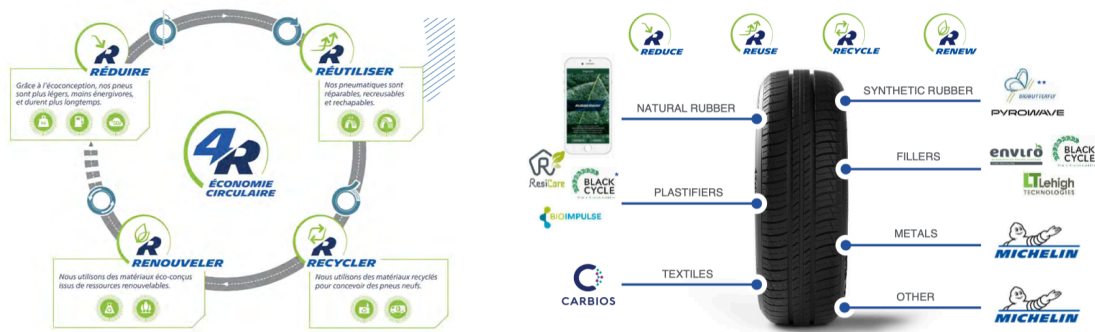 RÉDUIRE
Grâce à l'écoconception, nos pneus
sont plus légers, moins énergivores,
et durent plus longtemps.
RÉUTILISER
Nos pneumatiques sont
réparables, recreusables
et rechapables.
4R
ÉCONOMIE
CIRCULAIRE
RENOUVELER
Nous utilisons des matériaux éco-conçus
issus de ressources renouvelables.
RECYCLER
Nous utilisons des matériaux recyclés
pour concevoir des pneus neufs.
REDUCE
REUSE
RECYCLE
RENEW
NATURAL RUBBER
SYNTHETIC RUBBER
BIOBUTTERFLY
PYROWAVE
FILLERS
enviro
BLACK
CYCLE
Lehigh
TECHNOLOGIES
ResiCare
BLACK
CYCLE
PLASTIFIERS
BIOIMPULSE
METALS
MICHELIN
TEXTILES
CARBIOS
OTHER
MICHELIN